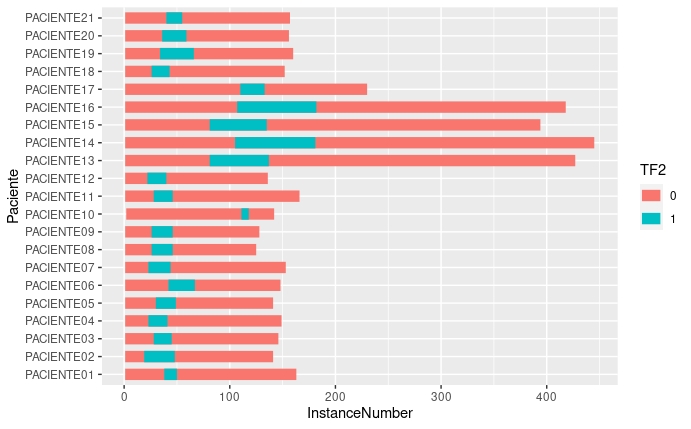 PACIENTE21
PACIENTE20
PACIENTE19
PACIENTE18
PACIENTE17
PACIENTE16
PACIENTE15
PACIENTE14
PACIENTE13
PACIENTE12
PACIENTE11
PACIENTE10
PACIENTE09
PACIENTE08
PACIENTE07
PACIENTE06
PACIENTE05
PACIENTE04
PACIENTE03
PACIENTE02
PACIENTE01
Paciente
0 100 200 300 400
InstanceNumber
TF2
0
1